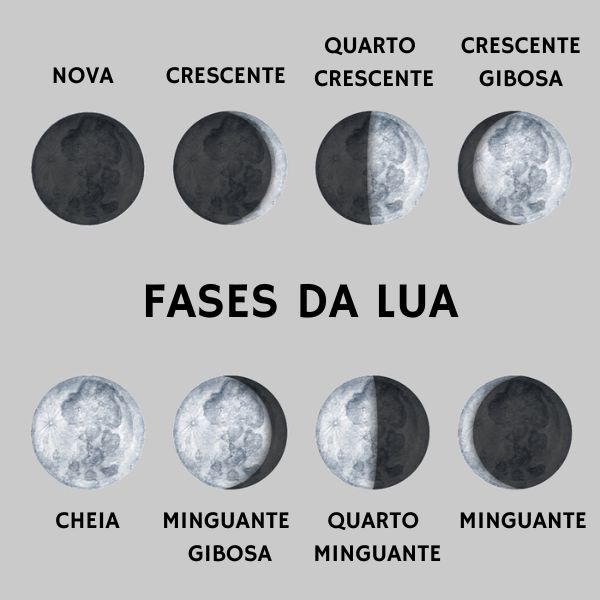 NOVA
CRESCENTE
QUARTO
CRESCENTE
CRESCENTE
GIBOSA
FASES DA LUA
CHEIA
MINGUANTE
GIBOSA
QUARTO
MINGUANTE
MINGUANTE